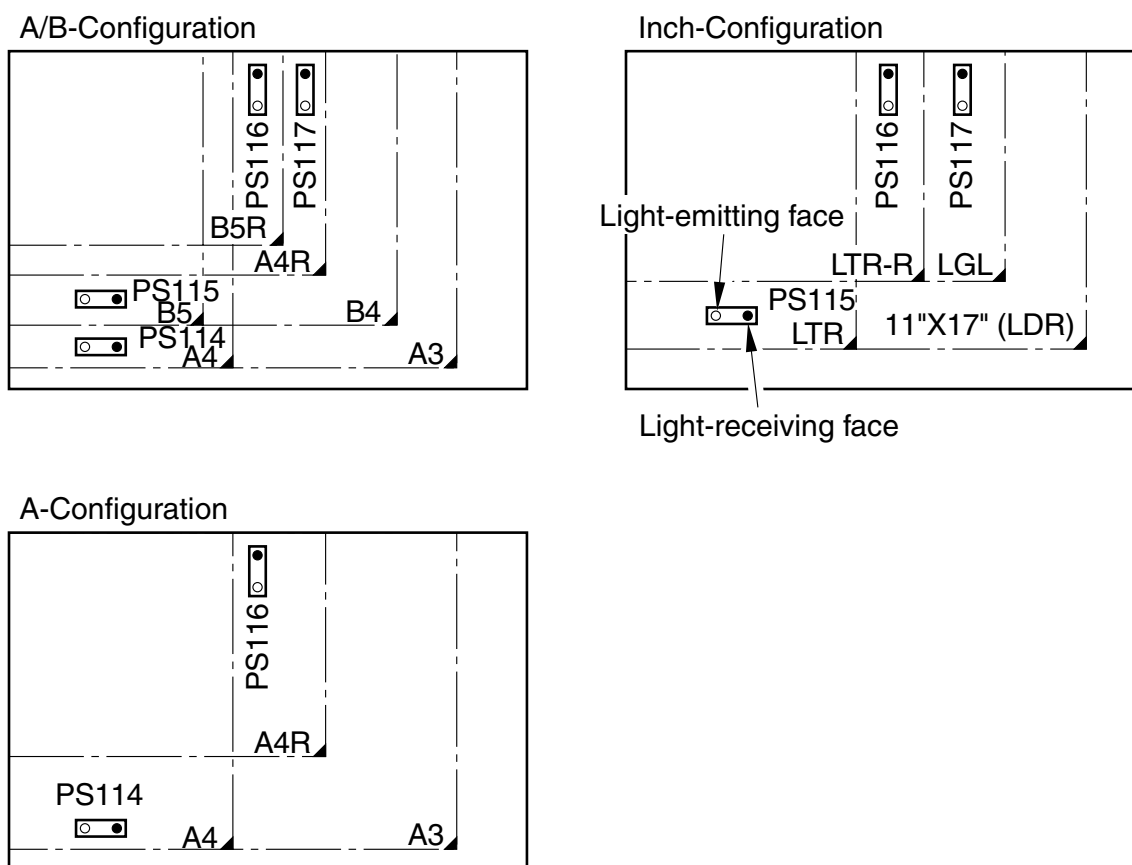 A/B-Configuration
PS116
PS117
B5R
A4R
PS115
B5
B4
PS114
A4
A3
Inch-Configuration
PS116
PS117
Light-emitting face
LTR-R
LGL
PS115
LTR
11"X17" (LDR)
Light-receiving face
A-Configuration
PS116
A4R
PS114
A4
A3